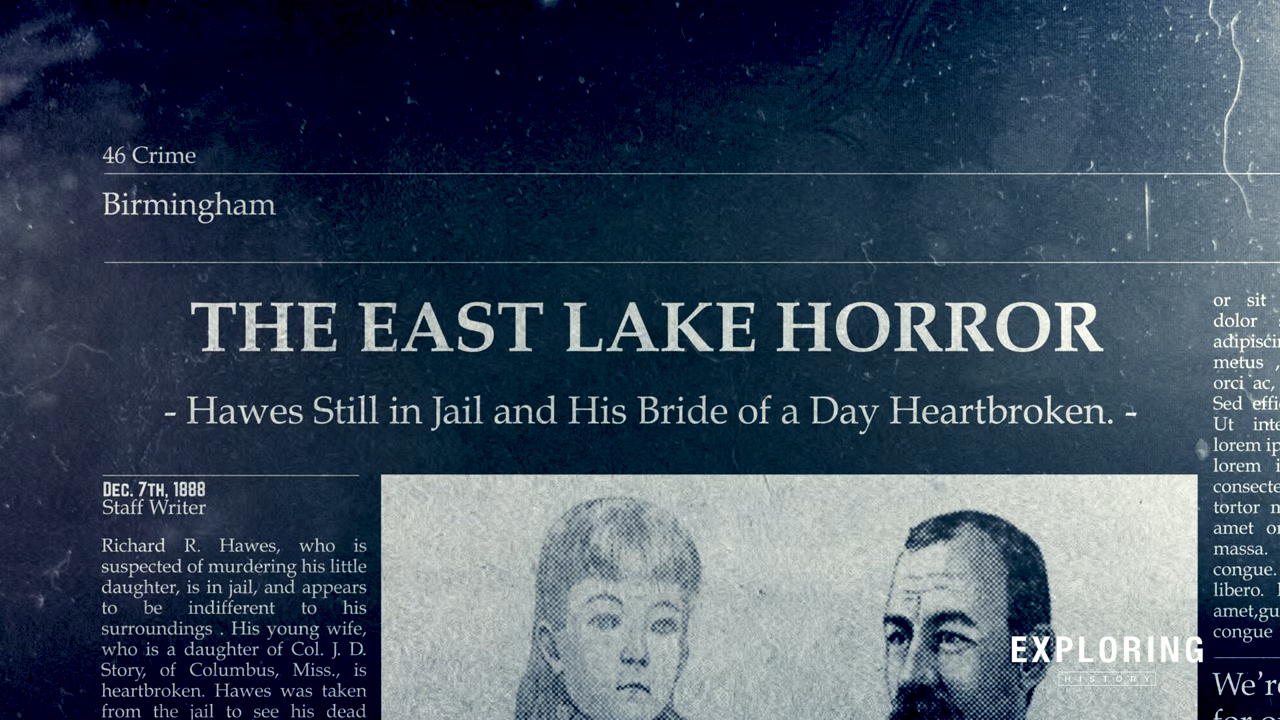 46 Crime
Birmingham
THE EAST LAKE HORROR
- Hawes Still in Jail and His Bride of a Day Heartbroken. -
DEC. 7TH, 1888
Staff Writer
Richard R. Hawes, who is
suspected of murdering his little
daughter, is in jail, and appears
to be indifferent to his
surroundings . His young wife,
who is a daughter of Col. J. D.
Story, of Columbus, Miss., is
heartbroken. Hawes was taken
from the jail to see his dead
or sit
dolor
metus ,
orci ac,
Ut
lorem
lorem
tortor
amet
massa.
congue.
libero.
congue
We're
EXPLORING
HISTORY